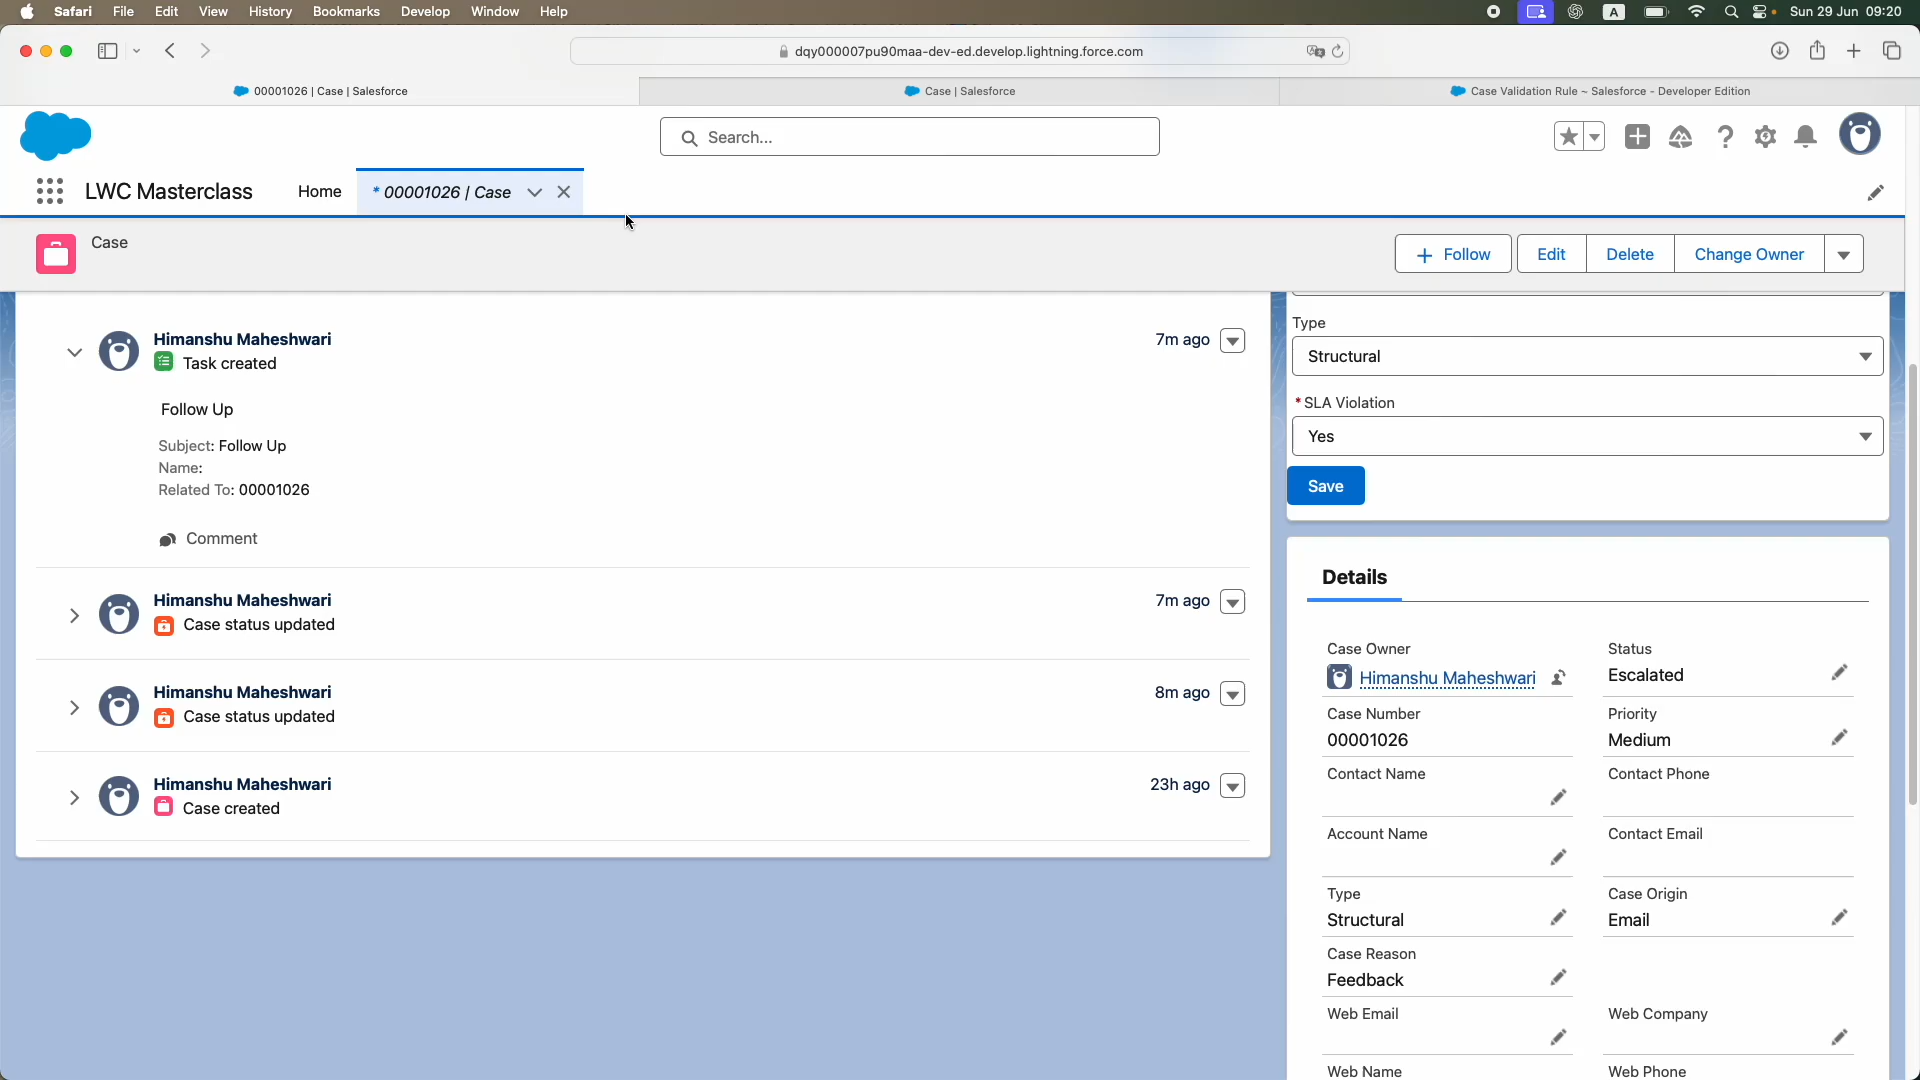 Safari File Edit View History Bookmarks Develop Window Help
A Sun 29 Jun 09:20
dqy000007pu90maa-dev-ed.develop.lightning.force.com
00001026 | Case | Salesforce
Case | Salesforce
Case Validation Rule ~ Salesforce - Developer Edition
Search...
LWC Masterclass
Home
* 00001026 | Case
Case
Follow
Edit
Delete
Change Owner
Himanshu Maheshwari
7m ago
Task created
Follow Up
Subject: Follow Up
Name:
Related To: 00001026
Comment
Himanshu Maheshwari
7m ago
Case status updated
Himanshu Maheshwari
8m ago
Case status updated
Himanshu Maheshwari
23h ago
Case created
Type
Structural
* SLA Violation
Yes
Save
Details
Case Owner
Himanshu Maheshwari
Status
Escalated
Case Number
00001026
Priority
Medium
Contact Name
Contact Phone
Account Name
Contact Email
Type
Structural
Case Origin
Email
Case Reason
Feedback
Web Email
Web Company
Web Name
Web Phone